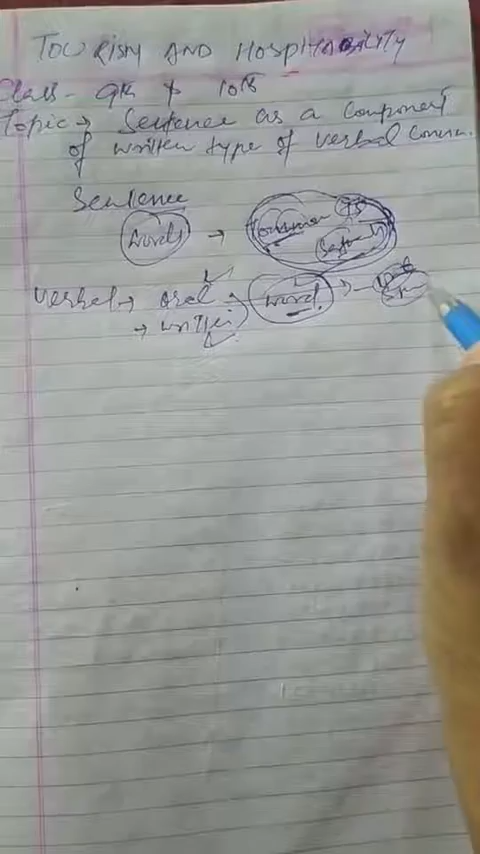 TOURISM AND HOSPITABILITY
Class - 9th & 10th
Topic → Sentence as a component
of written type of verbal Comm.
Sentence
Words →
Verbal → oral → word →
→ written